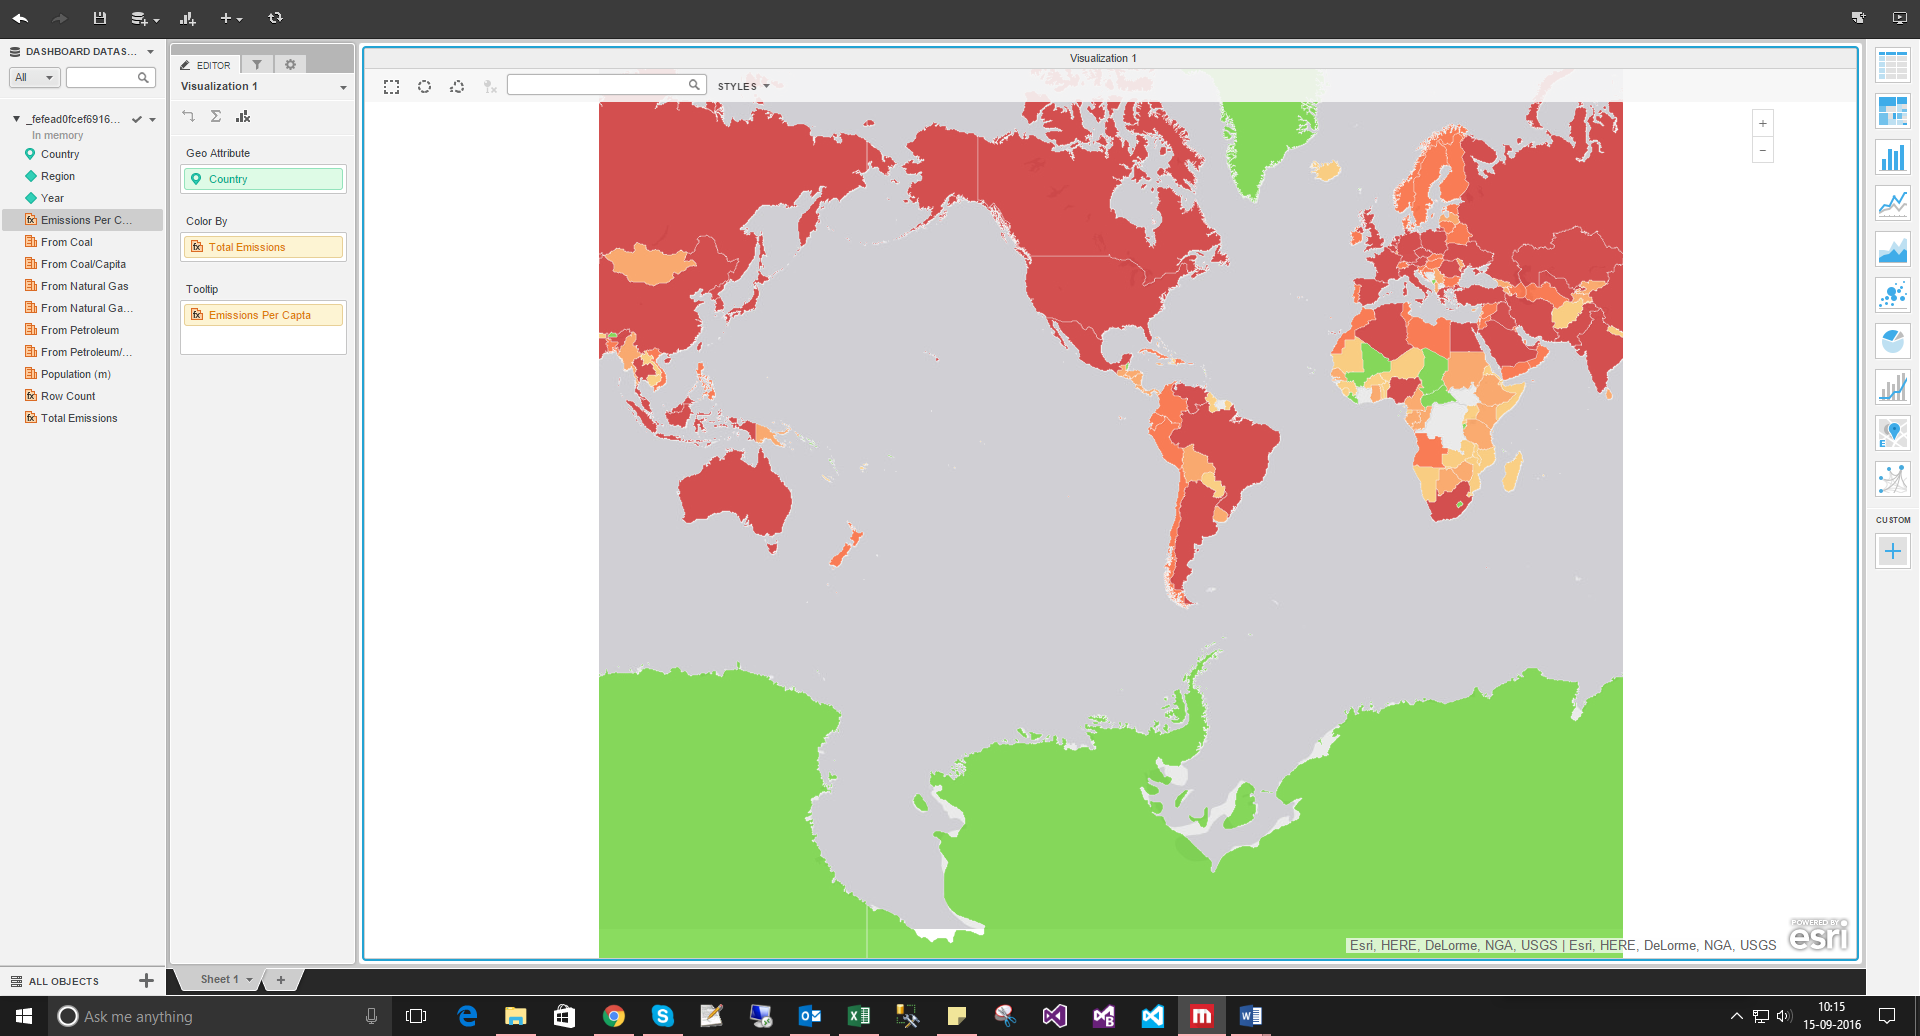 DASHBOARD DATAS...
All
_fefead0fcef6916...
In memory
Country
Region
Year
Emissions Per C...
From Coal
From Coal/Capita
From Natural Gas
From Natural Ga...
From Petroleum
From Petroleum/...
Population (m)
Row Count
Total Emissions
ALL OBJECTS
EDITOR
Visualization 1
Geo Attribute
Country
Color By
Total Emissions
Tooltip
Emissions Per Capta
Visualization 1
STYLES
+
−
Esri, HERE, DeLorme, NGA, USGS | Esri, HERE, DeLorme, NGA, USGS
POWERED BY
esri
CUSTOM
Sheet 1
Ask me anything
10:15
15-09-2016